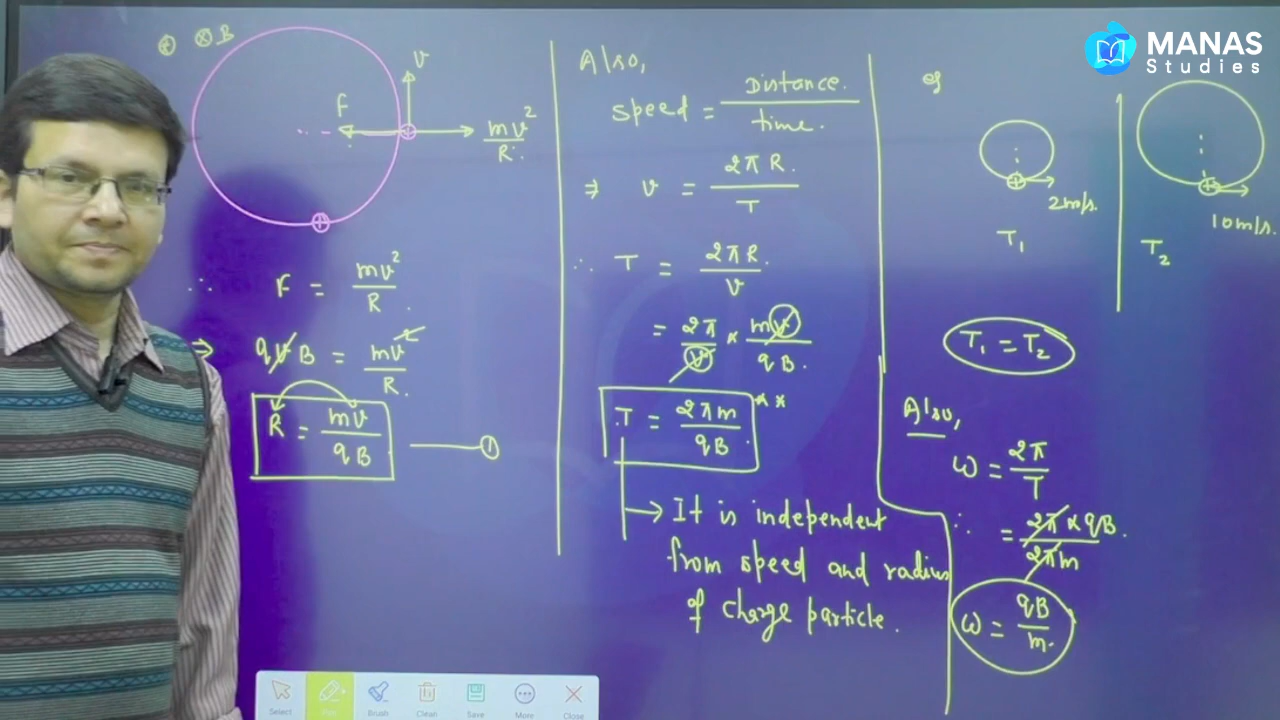 MANAS
Studies
⊕ ⊗B
v
F
mv²/R.
∴ F = mv²/R.
⇒ qvB = mv²/R.
R = mv/qB ——①
Also,
speed = Distance./time.
⇒ v = 2πR./T
∴ T = 2πR./v
= 2π/v × mv/qB.
T = 2πm/qB. **
→ It is independent
from speed and radius
of charge particle.
of
2m/s.
T₁
10m/s.
T₂
T₁ = T₂
Also,
ω = 2π/T
∴ = 2π×qB./2πm
ω = qB/m.
Select
Pen
Brush
Clean
Save
More
Close